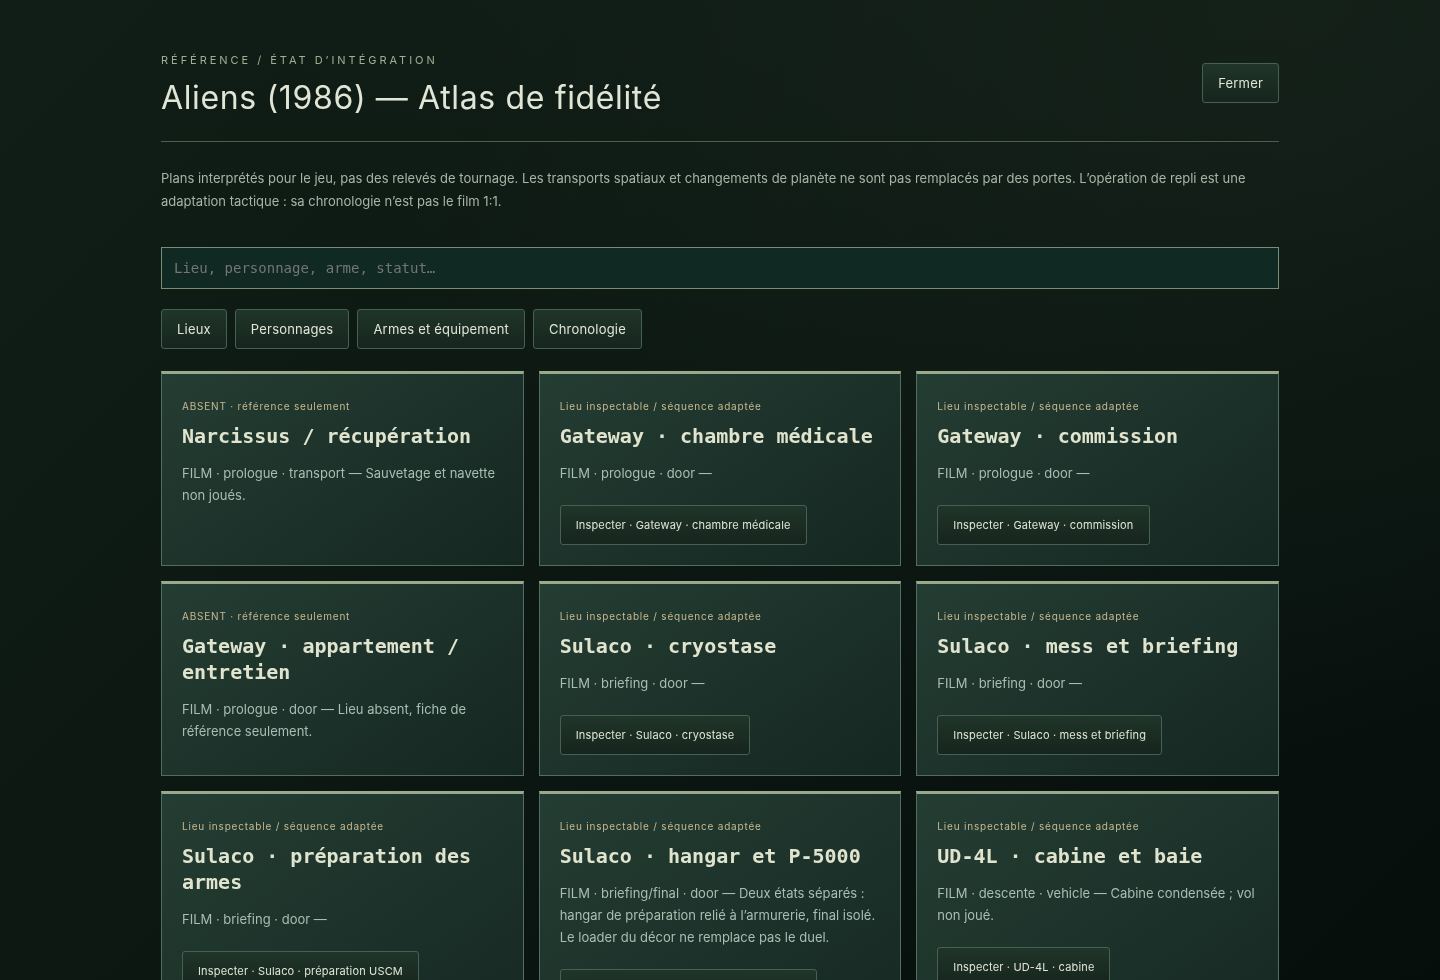 RÉFÉRENCE / ÉTAT D’INTÉGRATION
Aliens (1986) — Atlas de fidélité
Fermer
Plans interprétés pour le jeu, pas des relevés de tournage. Les transports spatiaux et changements de planète ne sont pas remplacés par des portes. L’opération de repli est une
adaptation tactique : sa chronologie n’est pas le film 1:1.
Lieu, personnage, arme, statut…
Lieux
Personnages
Armes et équipement
Chronologie
ABSENT · référence seulement
Narcissus / récupération
FILM · prologue · transport — Sauvetage et navette
non joués.
Lieu inspectable / séquence adaptée
Gateway · chambre médicale
FILM · prologue · door —
Inspecter · Gateway · chambre médicale
Lieu inspectable / séquence adaptée
Gateway · commission
FILM · prologue · door —
Inspecter · Gateway · commission
ABSENT · référence seulement
Gateway · appartement /
entretien
FILM · prologue · door — Lieu absent, fiche de
référence seulement.
Lieu inspectable / séquence adaptée
Sulaco · cryostase
FILM · briefing · door —
Inspecter · Sulaco · cryostase
Lieu inspectable / séquence adaptée
Sulaco · mess et briefing
FILM · briefing · door —
Inspecter · Sulaco · mess et briefing
Lieu inspectable / séquence adaptée
Sulaco · préparation des
armes
FILM · briefing · door —
Inspecter · Sulaco · préparation USCM
Lieu inspectable / séquence adaptée
Sulaco · hangar et P-5000
FILM · briefing/final · door — Deux états séparés :
hangar de préparation relié à l’armurerie, final isolé.
Le loader du décor ne remplace pas le duel.
Lieu inspectable / séquence adaptée
UD-4L · cabine et baie
FILM · descente · vehicle — Cabine condensée ; vol
non joué.
Inspecter · UD-4L · cabine